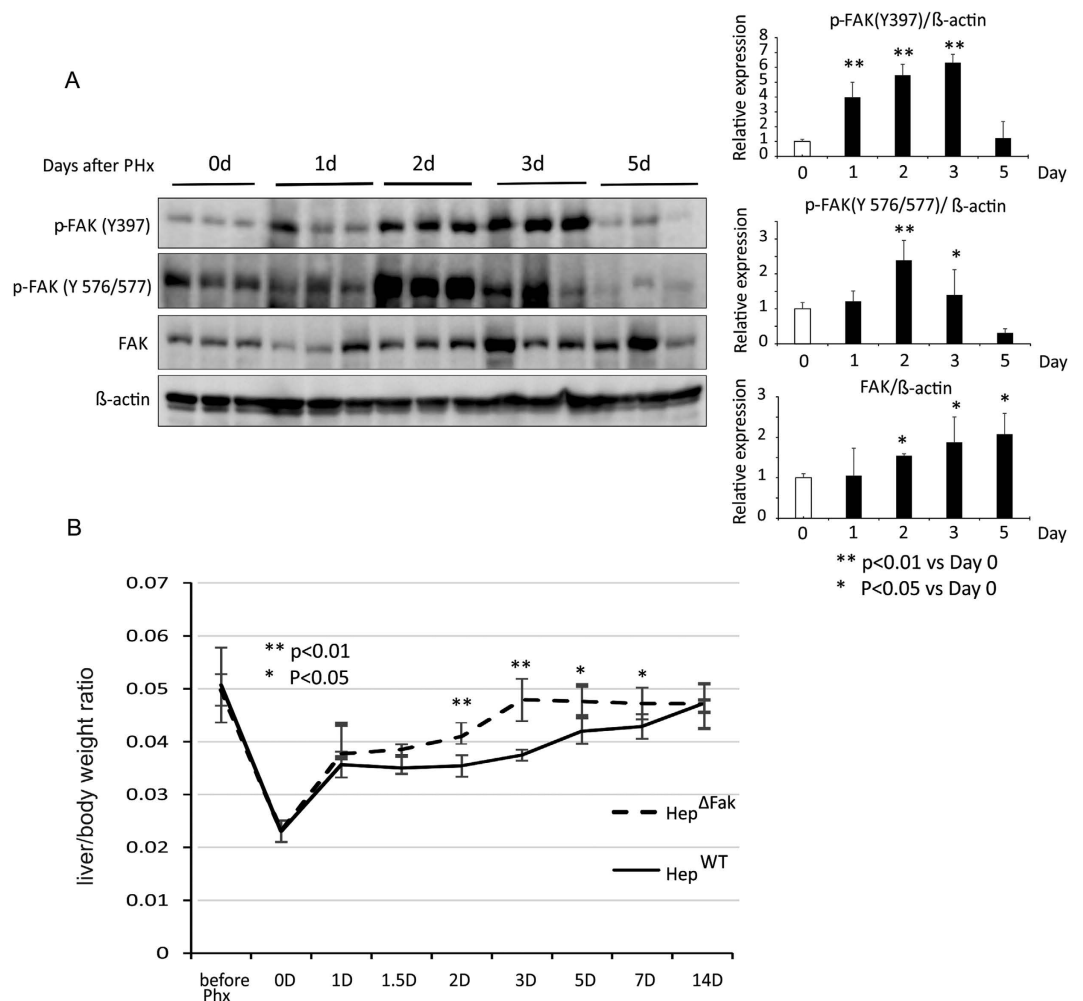 A
Days after PHx 0d 1d 2d 3d 5d
p-FAK (Y397)
p-FAK (Y 576/577)
FAK
ß-actin
p-FAK(Y397)/ß-actin
Relative expression
8
7
6
5
4
3
2
1
0
** ** **
0 1 2 3 5 Day
p-FAK(Y 576/577)/ ß-actin
Relative expression
3
2
1
0
** *
0 1 2 3 5 Day
FAK/ß-actin
Relative expression
3
2
1
0
* * *
0 1 2 3 5 Day
** p<0.01 vs Day 0
* P<0.05 vs Day 0
B
liver/body weight ratio
0.07
0.06
0.05
0.04
0.03
0.02
0.01
0
** p<0.01
* P<0.05
** ** * *
Hep ΔFak
Hep WT
before Phx 0D 1D 1.5D 2D 3D 5D 7D 14D